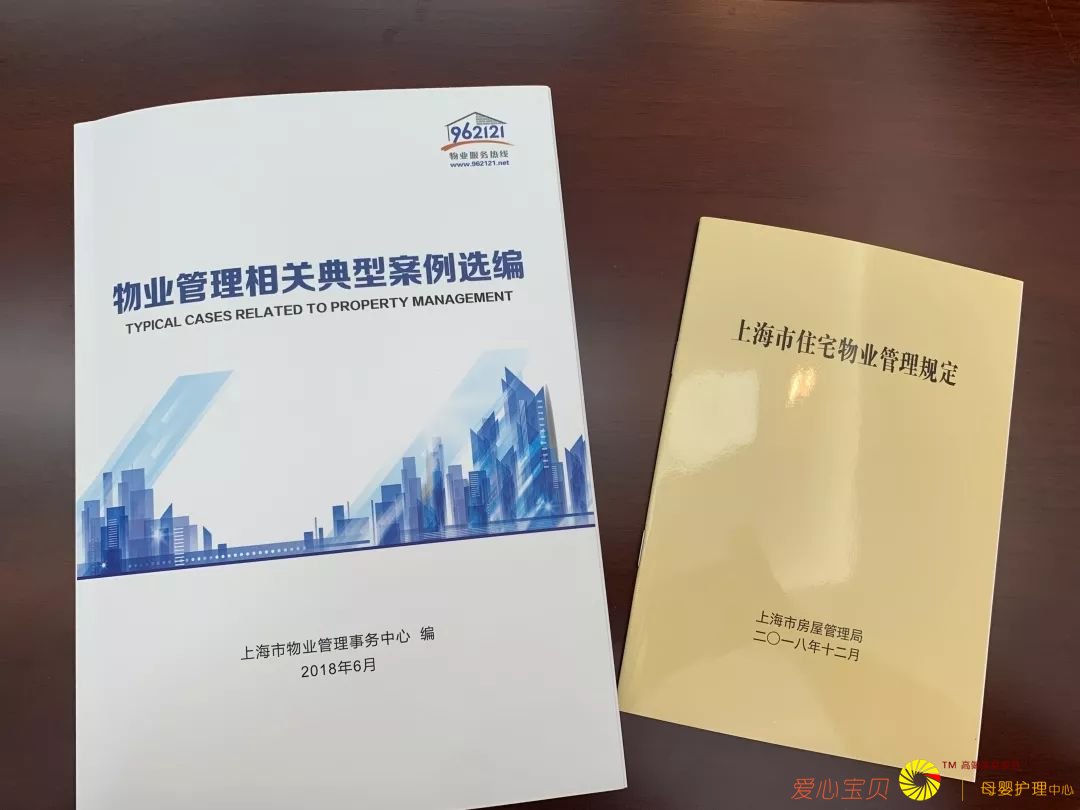 962121
物业服务热线
www.962121.net
物业管理相关典型案例选编
TYPICAL CASES RELATED TO PROPERTY MANAGEMENT
上海市物业管理事务中心 编
2018年6月
上海市住宅物业管理规定
上海市房屋管理局
二〇一八年十二月
爱心宝贝
TM
母婴护理中心